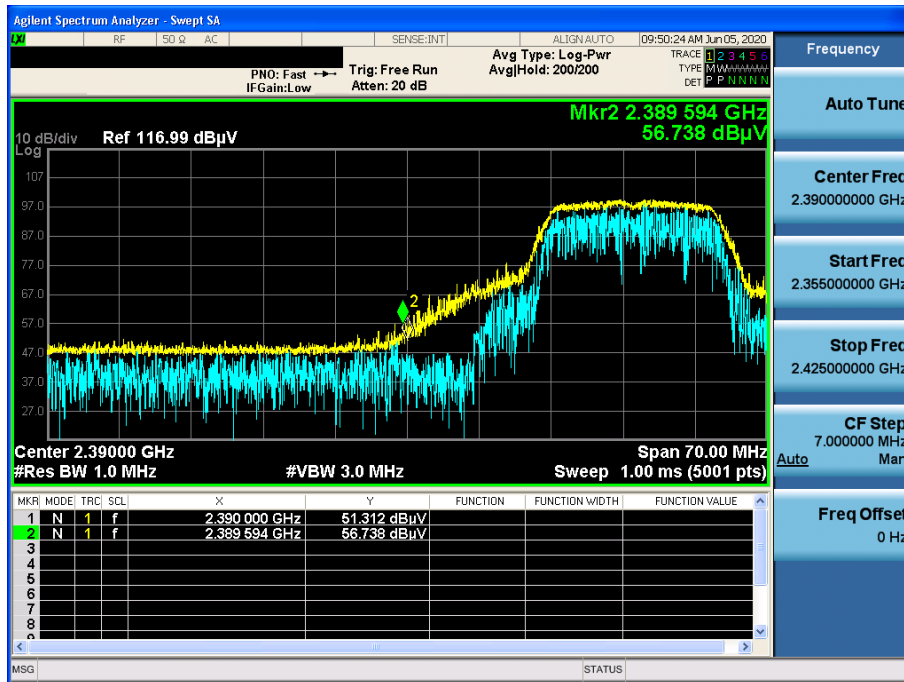 Agilent Spectrum Analyzer - Swept SA
LXI RF 50 Ω AC SENSE:INT ALIGN AUTO 09:50:24 AM Jun 05, 2020
PNO: Fast Trig: Free Run Avg Type: Log-Pwr TRACE 1 2 3 4 5 6
IFGain:Low Atten: 20 dB Avg|Hold: 200/200 TYPE M W W W W W
DET P P N N N N
Frequency
Auto Tune
Center Freq
2.390000000 GHz
Start Freq
2.355000000 GHz
Stop Freq
2.425000000 GHz
CF Step
7.000000 MHz
Auto Man
Freq Offset
0 Hz
Mkr2 2.389 594 GHz
56.738 dBµV
10 dB/div Ref 116.99 dBµV
Log
107
97.0
87.0
77.0
67.0
57.0
47.0
37.0
27.0
2
Center 2.39000 GHz Span 70.00 MHz
#Res BW 1.0 MHz #VBW 3.0 MHz Sweep 1.00 ms (5001 pts)
MKR MODE TRC SCL X Y FUNCTION FUNCTION WIDTH FUNCTION VALUE
1 N 1 f 2.390 000 GHz 51.312 dBµV
2 N 1 f 2.389 594 GHz 56.738 dBµV
3
4
5
6
7
8
9
MSG STATUS